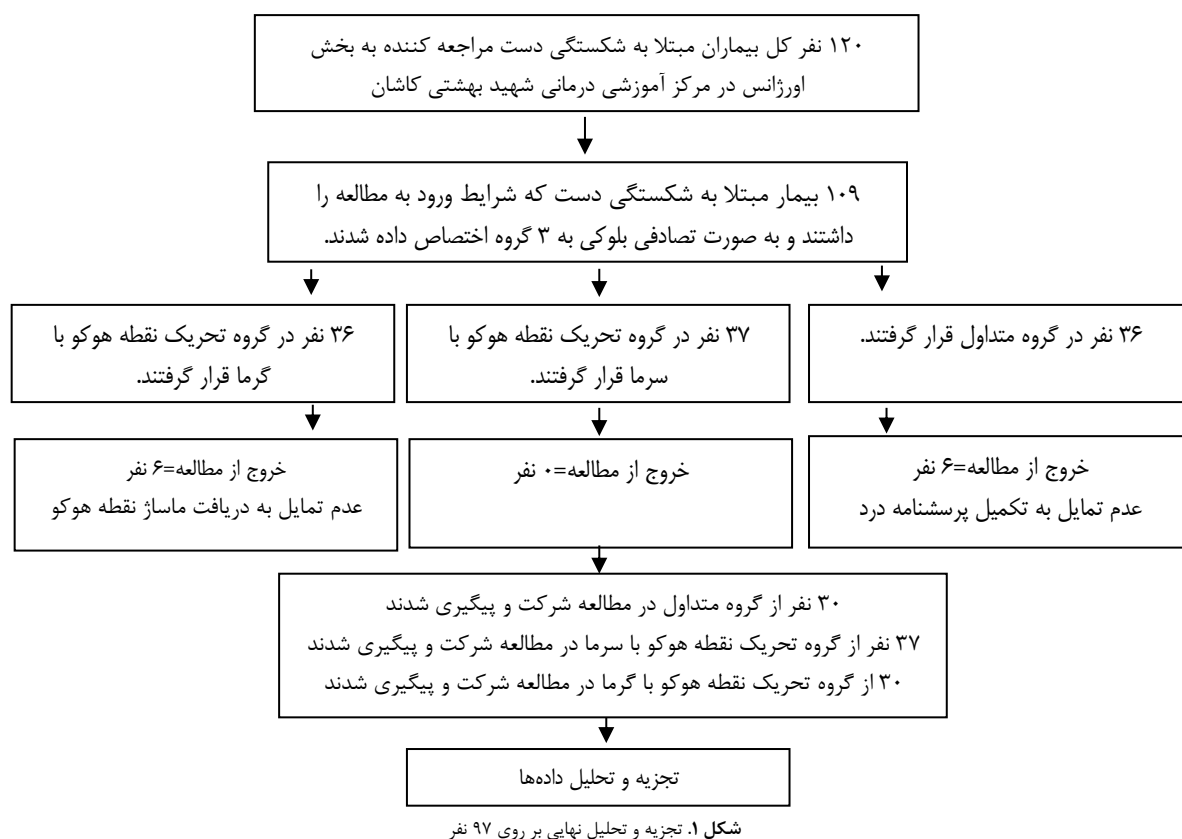 ۱۲۰ نفر کل بیماران مبتلا به شکستگی دست مراجعه کننده به بخش
اورژانس در مرکز آموزشی درمانی شهید بهشتی کاشان
۱۰۹ بیمار مبتلا به شکستگی دست که شرایط ورود به مطالعه را
داشتند و به صورت تصادفی بلوکی به ۳ گروه اختصاص داده شدند.
۳۶ نفر در گروه متداول قرار گرفتند.
۳۷ نفر در گروه تحریک نقطه هوکو با
سرما قرار گرفتند.
۳۶ نفر در گروه تحریک نقطه هوکو با
گرما قرار گرفتند.
خروج از مطالعه=۶ نفر
عدم تمایل به تکمیل پرسشنامه درد
خروج از مطالعه=۰ نفر
خروج از مطالعه=۶ نفر
عدم تمایل به دریافت ماساژ نقطه هوکو
۳۰ نفر از گروه متداول در مطالعه شرکت و پیگیری شدند
۳۷ نفر از گروه تحریک نقطه هوکو با سرما در مطالعه شرکت و پیگیری شدند
۳۰ از گروه تحریک نقطه هوکو با گرما در مطالعه شرکت و پیگیری شدند
تجزیه و تحلیل داده‌ها
شکل ۱. تجزیه و تحلیل نهایی بر روی ۹۷ نفر